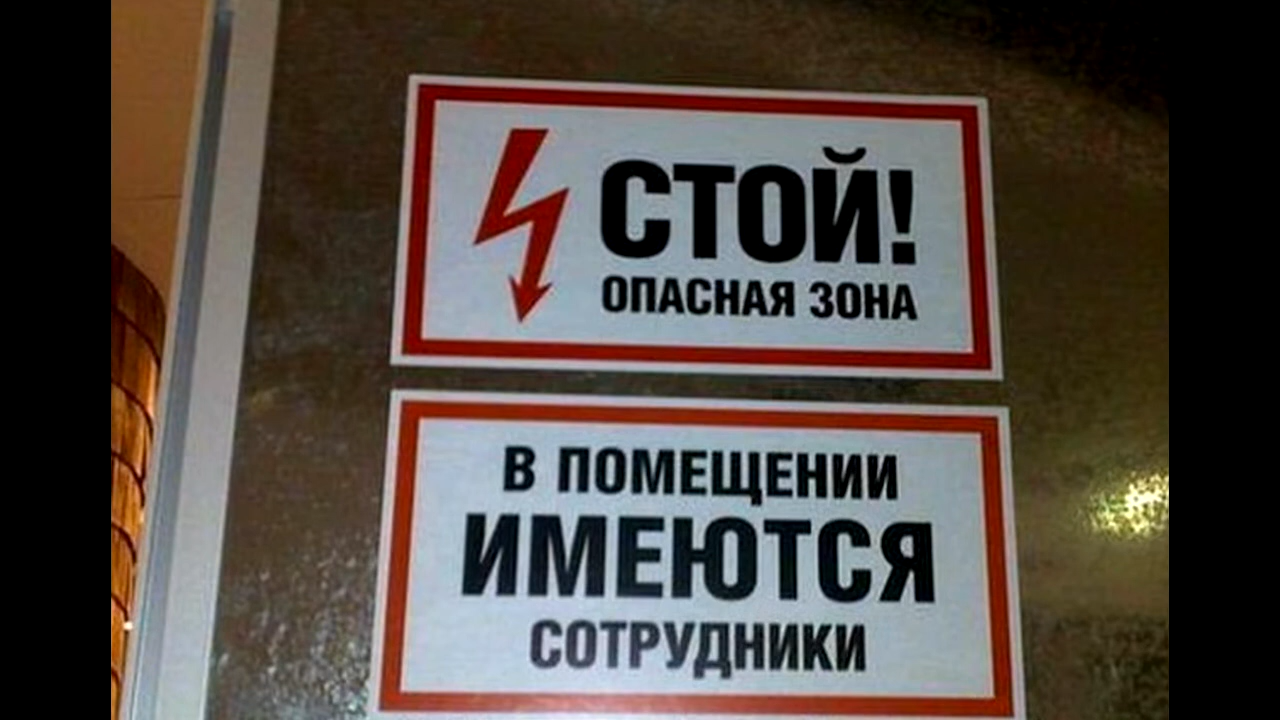 СТОЙ!
ОПАСНАЯ ЗОНА
В ПОМЕЩЕНИИ
ИМЕЮТСЯ
СОТРУДНИКИ